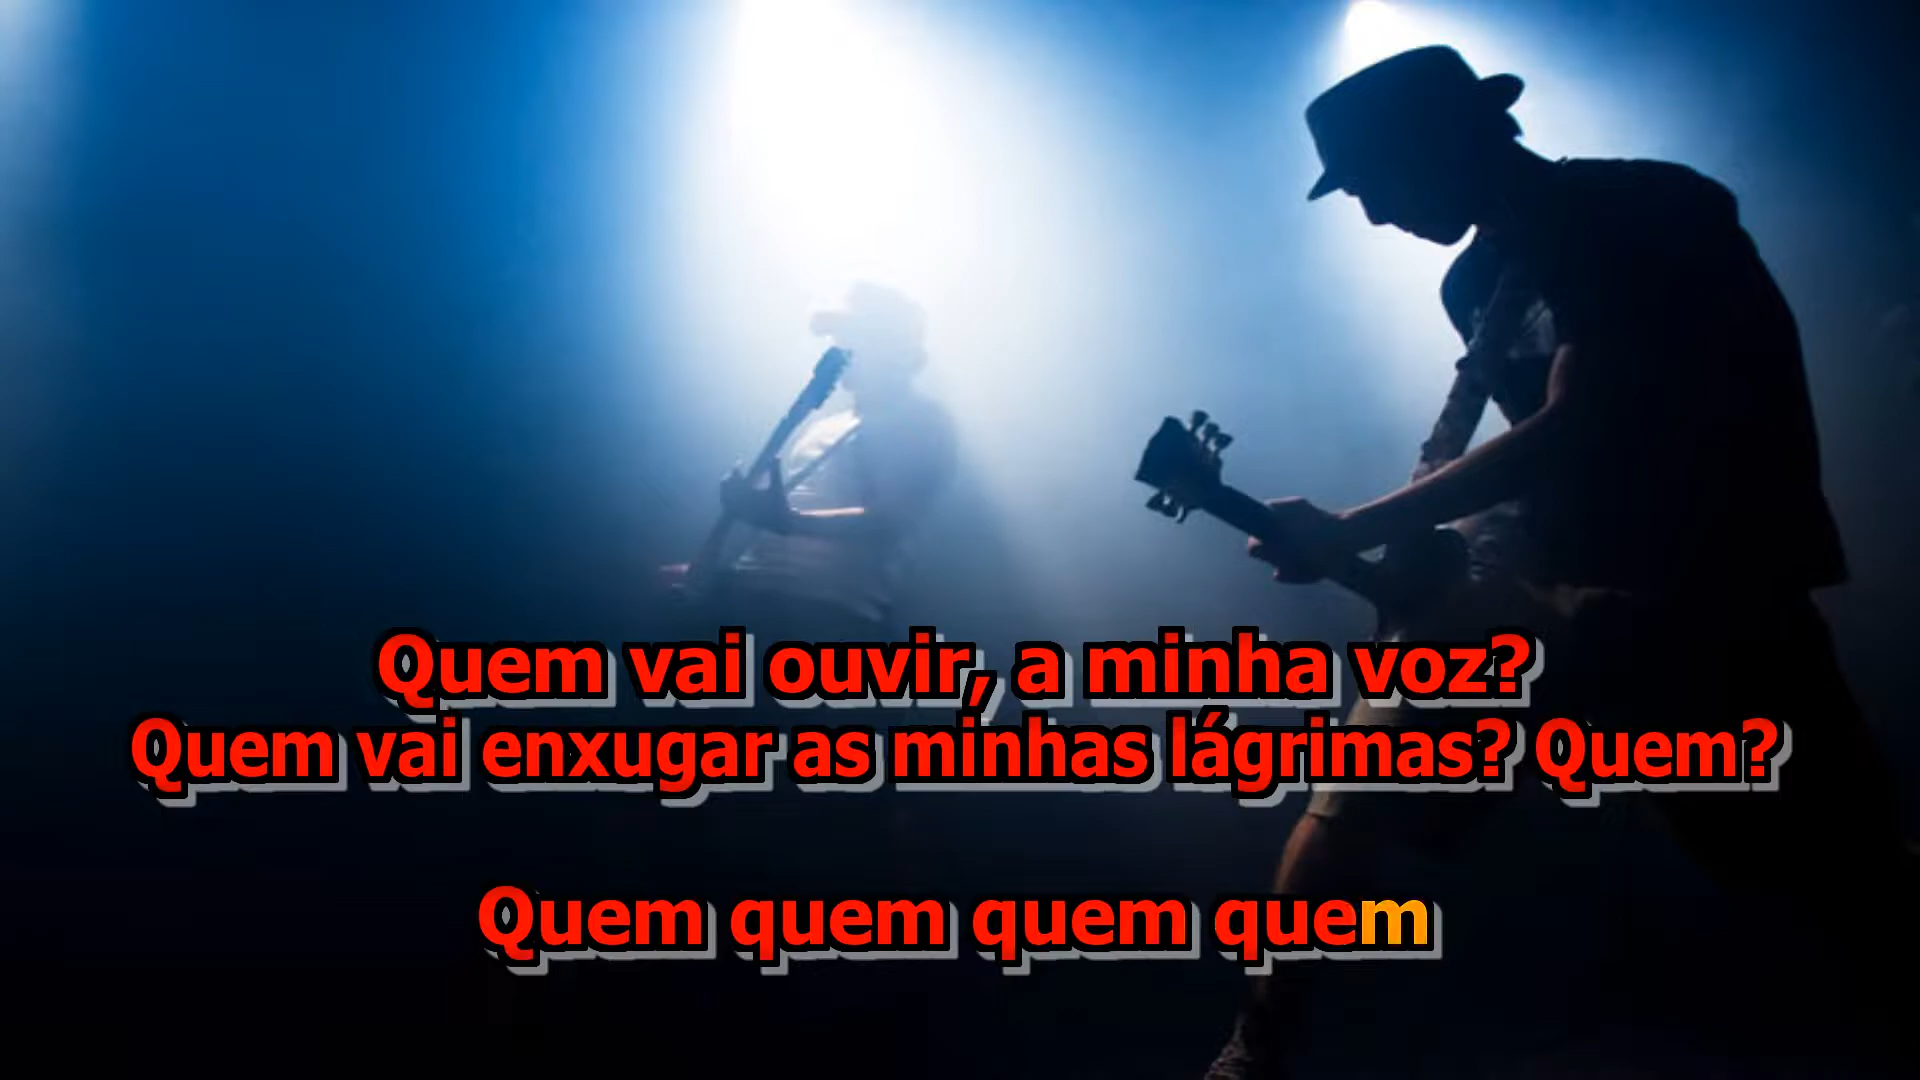 Quem vai ouvir, a minha voz?
Quem vai enxugar as minhas lágrimas? Quem?
Quem quem quem quem